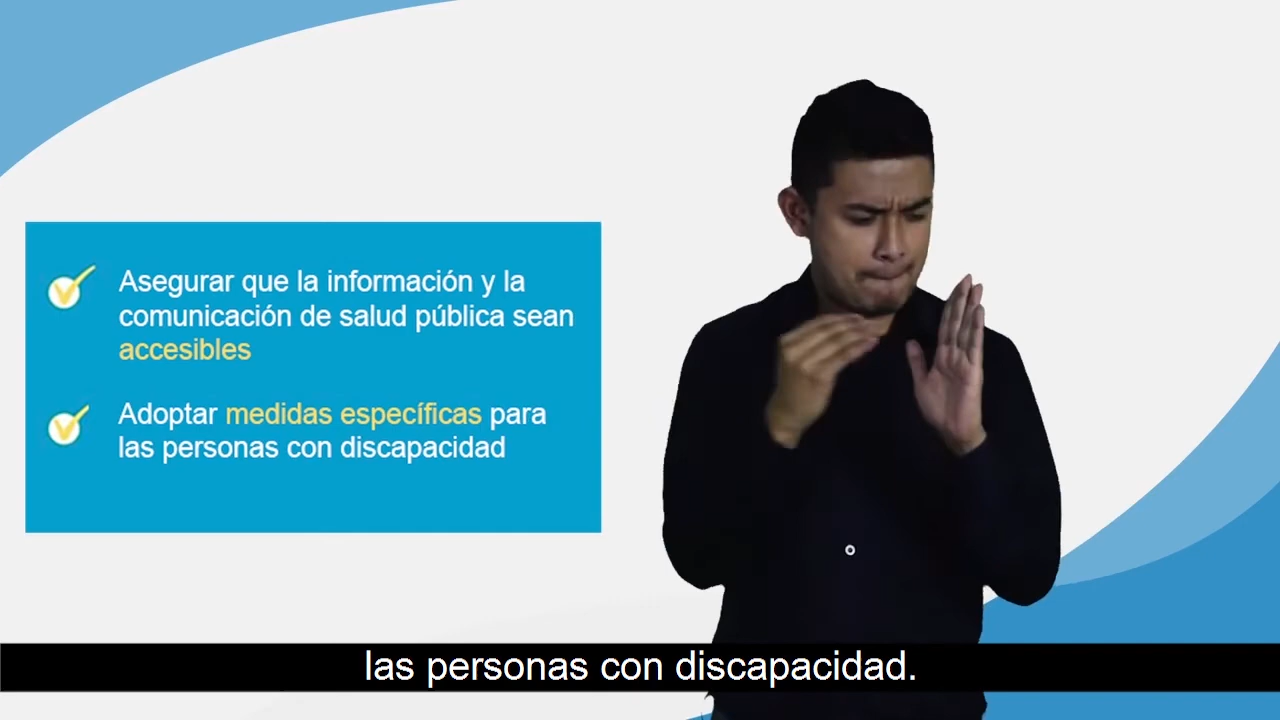 Asegurar que la información y la
comunicación de salud pública sean
accesibles
Adoptar medidas específicas para
las personas con discapacidad
las personas con discapacidad.